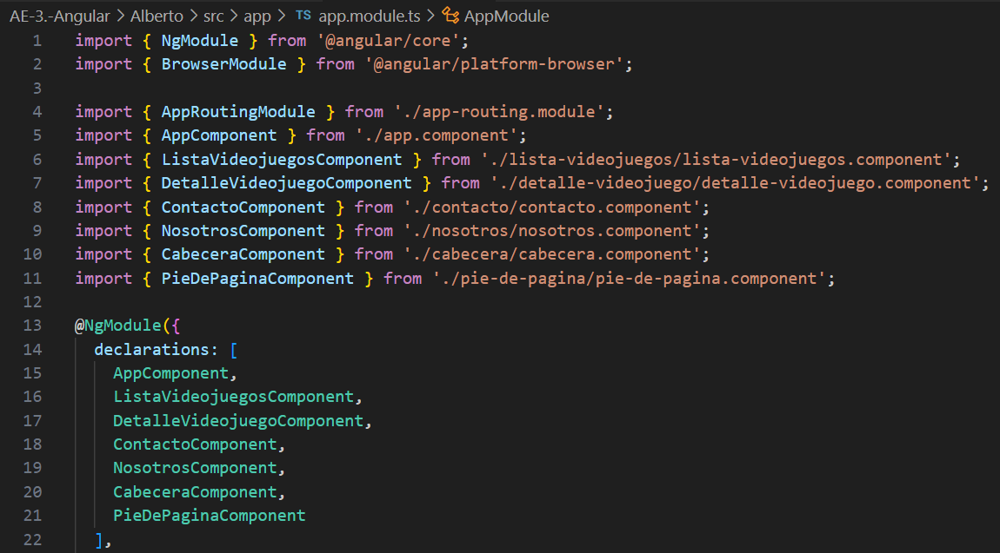 AE-3.-Angular > Alberto > src > app > TS app.module.ts > AppModule
1 import { NgModule } from '@angular/core';
2 import { BrowserModule } from '@angular/platform-browser';
3
4 import { AppRoutingModule } from './app-routing.module';
5 import { AppComponent } from './app.component';
6 import { ListaVideojuegosComponent } from './lista-videojuegos/lista-videojuegos.component';
7 import { DetalleVideojuegoComponent } from './detalle-videojuego/detalle-videojuego.component';
8 import { ContactoComponent } from './contacto/contacto.component';
9 import { NosotrosComponent } from './nosotros/nosotros.component';
10 import { CabeceraComponent } from './cabecera/cabecera.component';
11 import { PieDePaginaComponent } from './pie-de-pagina/pie-de-pagina.component';
12
13 @NgModule({
14   declarations: [
15     AppComponent,
16     ListaVideojuegosComponent,
17     DetalleVideojuegoComponent,
18     ContactoComponent,
19     NosotrosComponent,
20     CabeceraComponent,
21     PieDePaginaComponent
22   ],